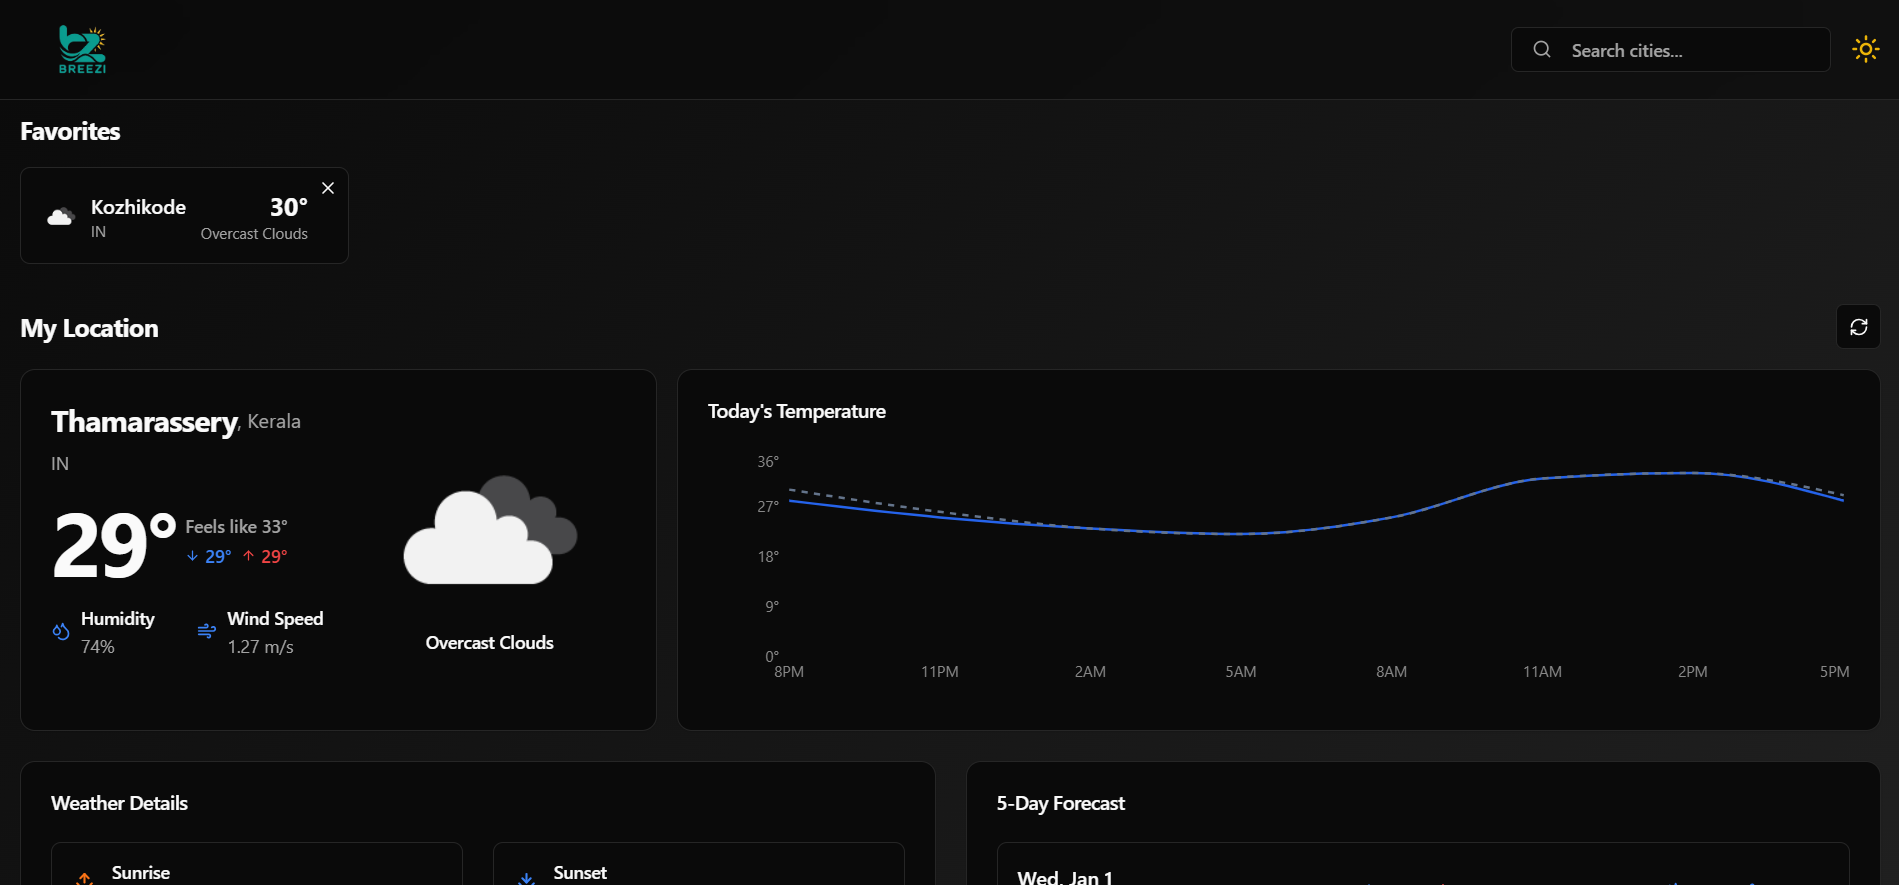 BREEZI
Search cities...
Favorites
Kozhikode
IN
30°
Overcast Clouds
My Location
Thamarassery, Kerala
IN
29°
Feels like 33°
↓ 29° ↑ 29°
Humidity
74%
Wind Speed
1.27 m/s
Overcast Clouds
Today's Temperature
36°
27°
18°
9°
0°
8PM 11PM 2AM 5AM 8AM 11AM 2PM 5PM
Weather Details
Sunrise
Sunset
5-Day Forecast
Wed, Jan 1